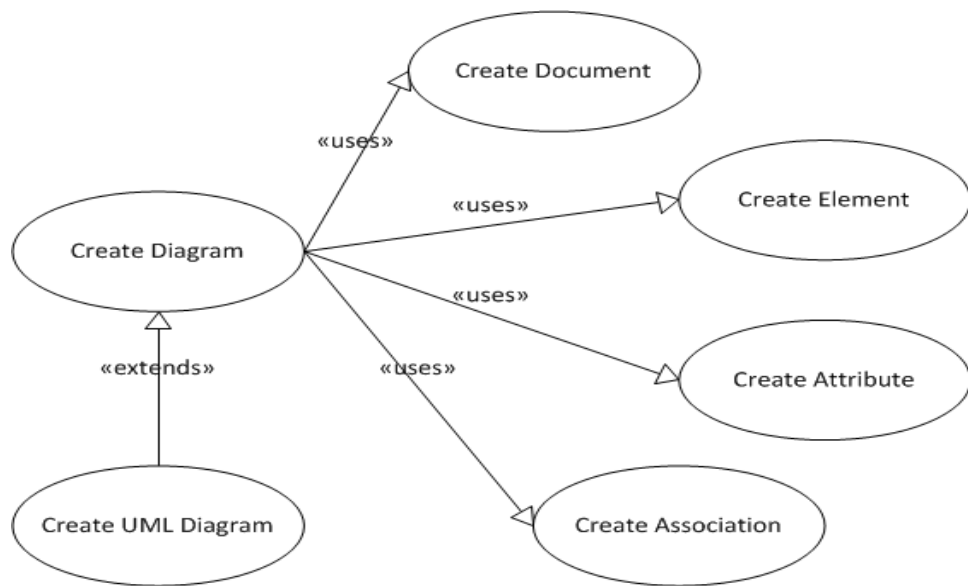 Create Document
«uses»
Create Element
«uses»
Create Diagram
«uses»
«extends»
«uses»
Create Attribute
Create UML Diagram
Create Association